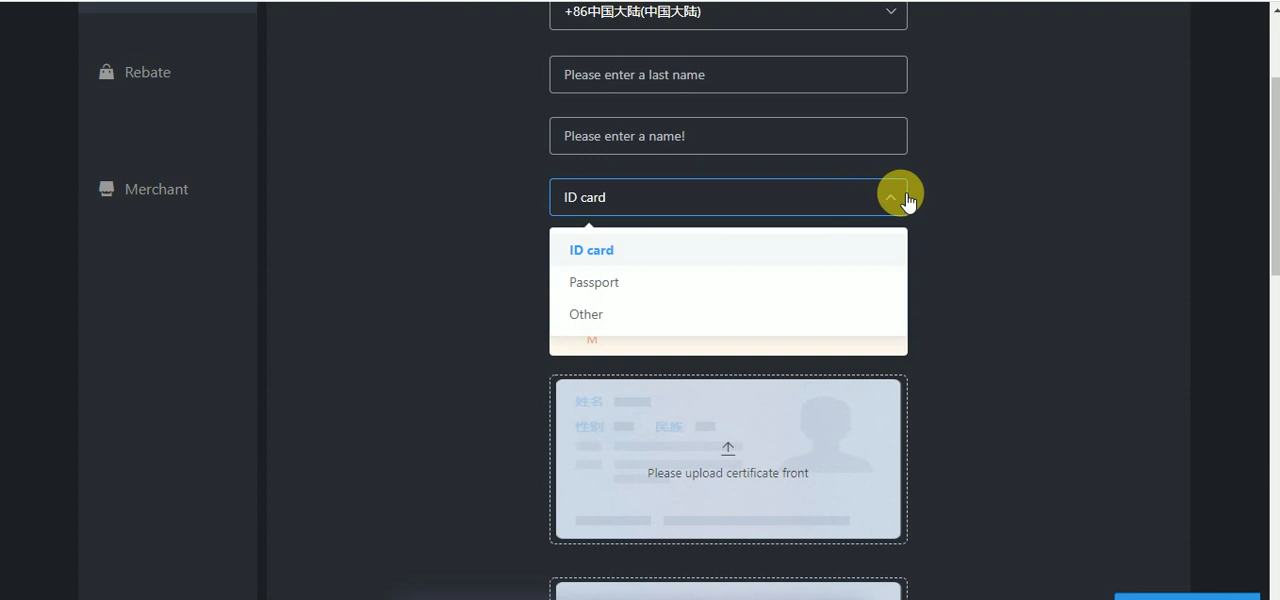 +86中国大陆(中国大陆)
Rebate
Please enter a last name
Please enter a name!
Merchant
ID card
ID card
Passport
Other
M
姓名
性别 民族
Please upload certificate front